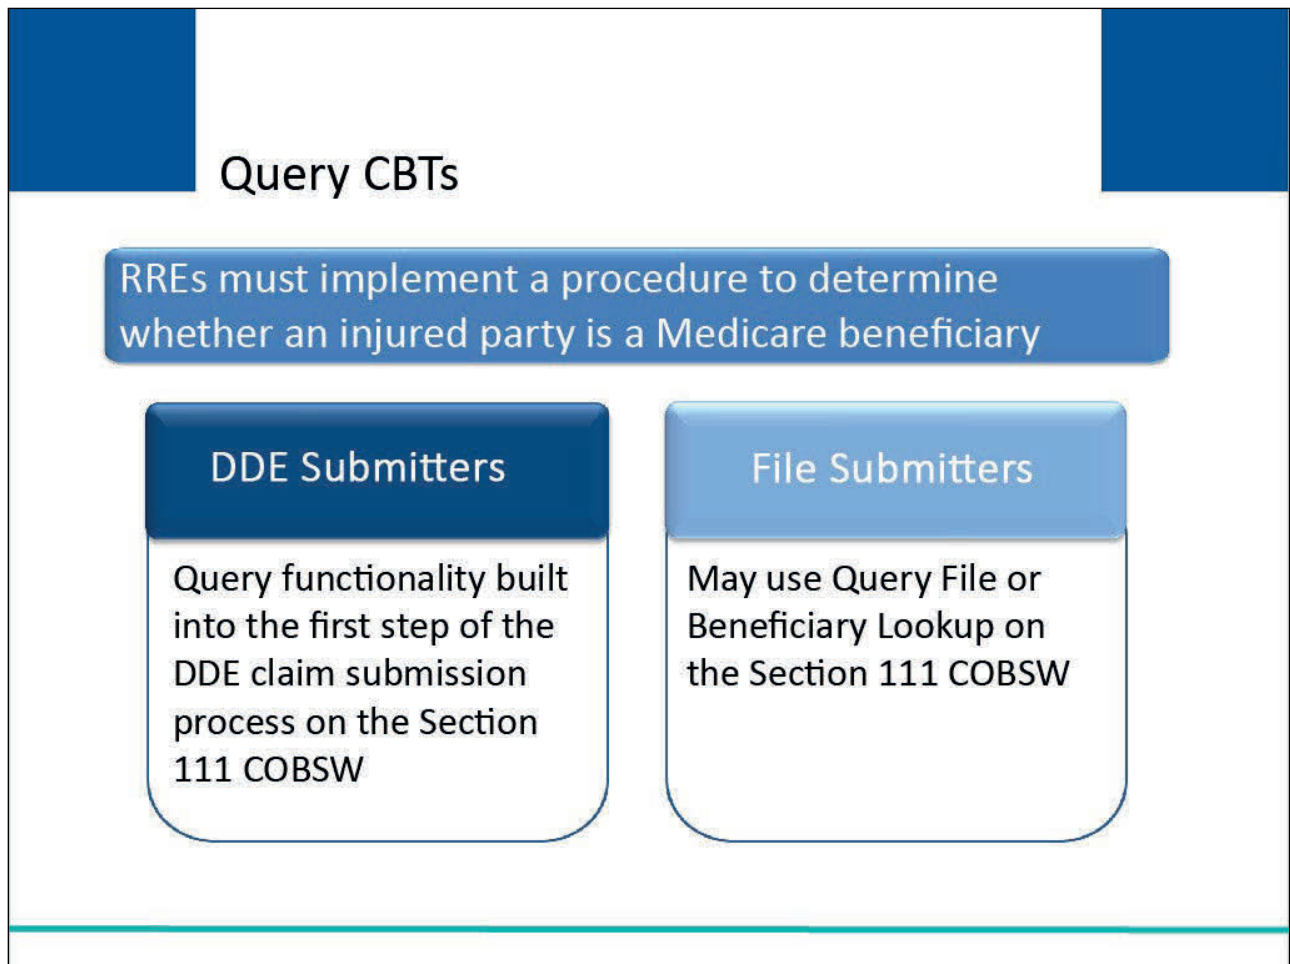 Query CBTs
RREs must implement a procedure to determine
whether an injured party is a Medicare beneficiary
DDE Submitters
Query functionality built
into the first step of the
DDE claim submission
process on the Section
111 COBSW
File Submitters
May use Query File or
Beneficiary Lookup on
the Section 111 COBSW